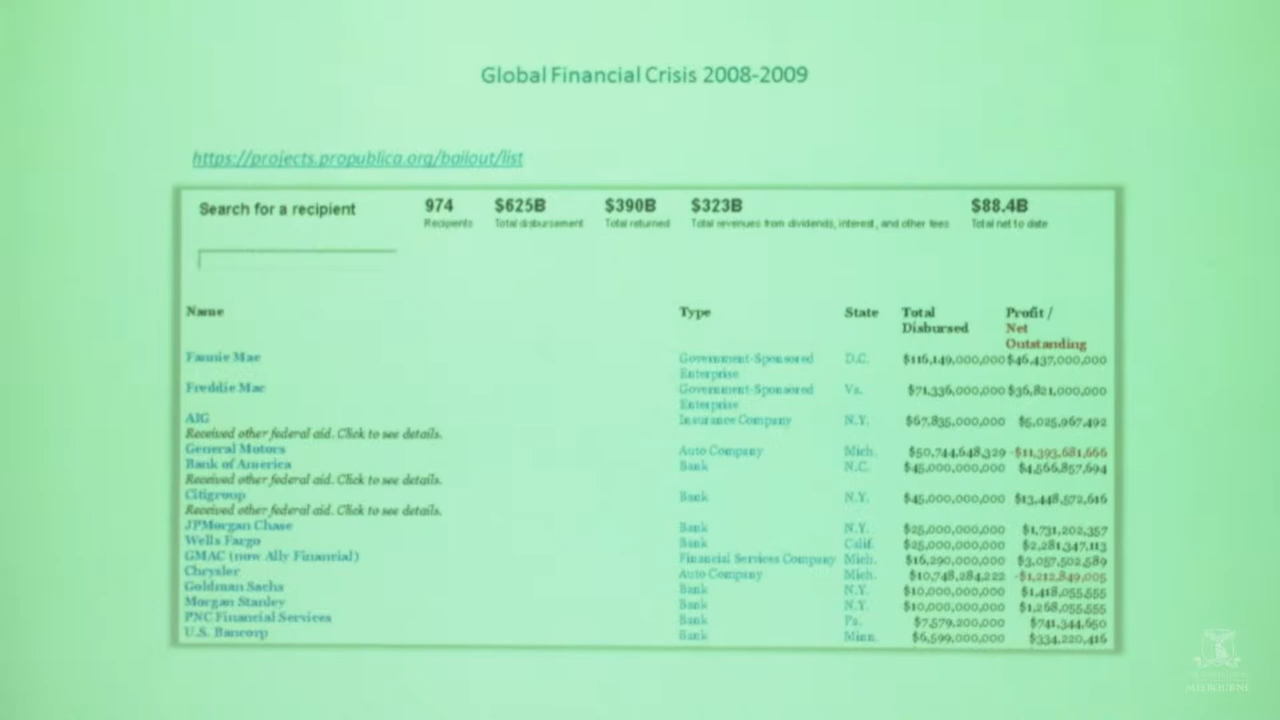 Global Financial Crisis 2008-2009
https://projects.propublica.org/bailout/list
Search for a recipient 974 $625B $390B $323B $88.4B
Recipients Total disbursement Total returned Total revenues from dividends, interest, and other fees Total net to date
Name Type State Total Disbursed Profit / Net Outstanding
Fannie Mae Government-Sponsored Enterprise D.C. $116,149,000,000 $46,437,000,000
Freddie Mac Government-Sponsored Enterprise Va. $71,336,000,000 $36,821,000,000
AIG Insurance Company N.Y. $67,835,000,000 $5,025,967,492
Received other federal aid. Click to see details.
General Motors Auto Company Mich. $50,744,648,329 -$11,393,681,666
Bank of America Bank N.C. $45,000,000,000 $4,566,857,694
Received other federal aid. Click to see details.
Citigroup Bank N.Y. $45,000,000,000 $13,448,572,616
Received other federal aid. Click to see details.
JPMorgan Chase Bank N.Y. $25,000,000,000 $1,731,202,357
Wells Fargo Bank Calif. $25,000,000,000 $2,281,347,113
GMAC (now Ally Financial) Financial Services Company Mich. $16,290,000,000 $3,057,502,589
Chrysler Auto Company Mich. $10,748,284,222 -$1,212,849,005
Goldman Sachs Bank N.Y. $10,000,000,000 $1,418,055,555
Morgan Stanley Bank N.Y. $10,000,000,000 $1,268,055,555
PNC Financial Services Bank Pa. $7,579,200,000 $741,344,650
U.S. Bancorp Bank Minn. $6,599,000,000 $334,220,416
MELBOURNE